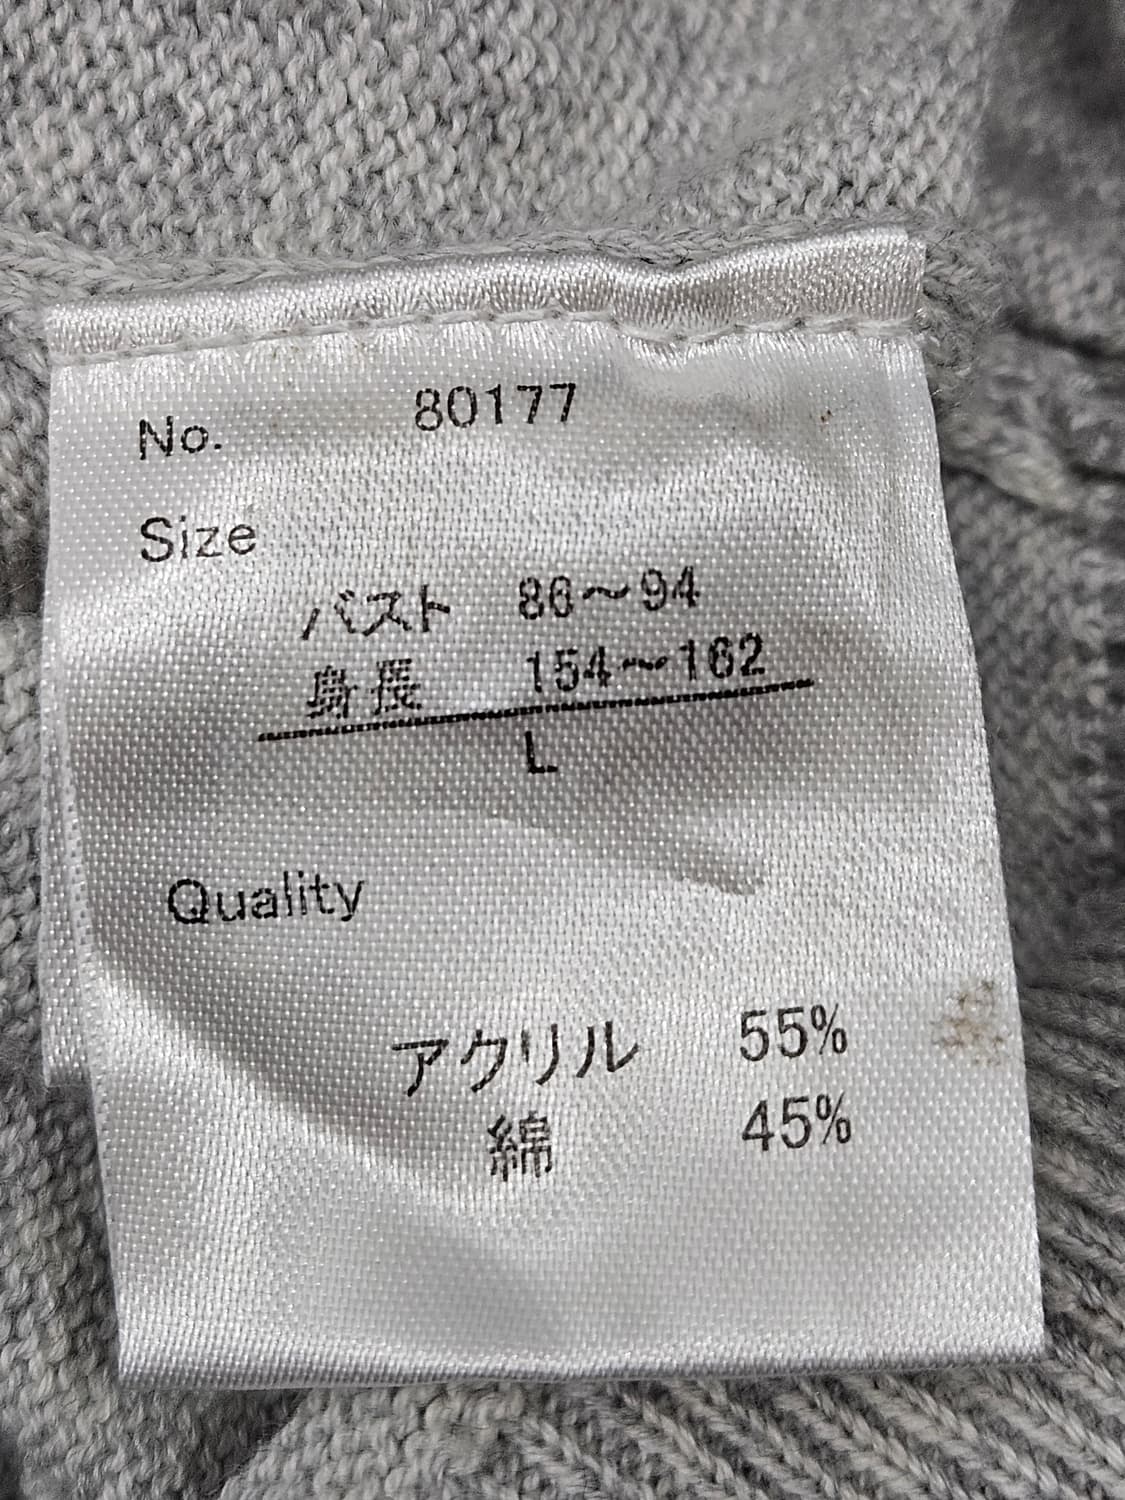 No. 80177
Size
バスト 86～94
身長 154～162
L
Quality
アクリル 55%
綿 45%